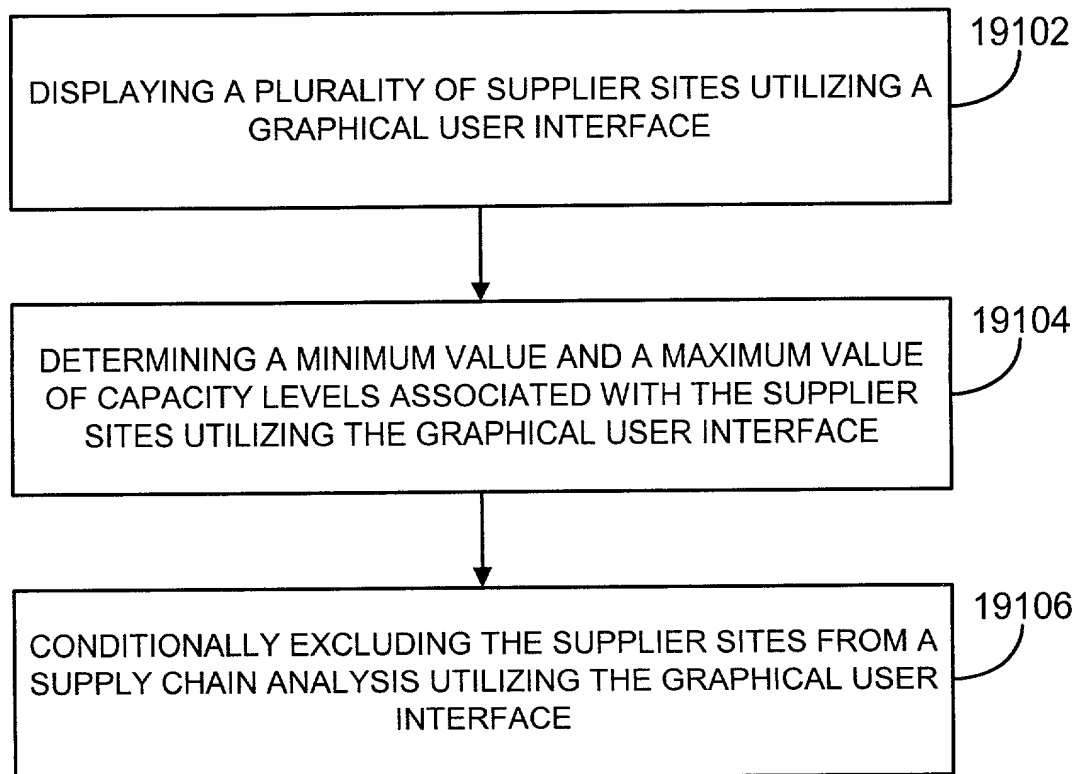 19102
DISPLAYING A PLURALITY OF SUPPLIER SITES UTILIZING A
GRAPHICAL USER INTERFACE
19104
DETERMINING A MINIMUM VALUE AND A MAXIMUM VALUE
OF CAPACITY LEVELS ASSOCIATED WITH THE SUPPLIER
SITES UTILIZING THE GRAPHICAL USER INTERFACE
19106
CONDITIONALLY EXCLUDING THE SUPPLIER SITES FROM A
SUPPLY CHAIN ANALYSIS UTILIZING THE GRAPHICAL USER
INTERFACE